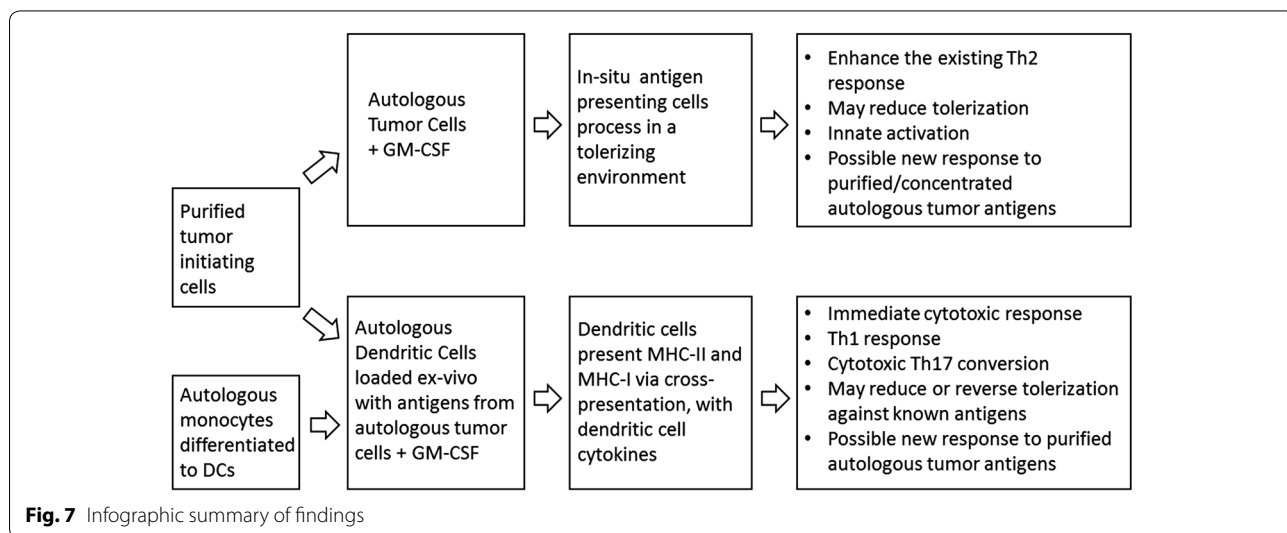 Purified
tumor
initiating
cells
Autologous
Tumor Cells
+ GM-CSF
In-situ antigen
presenting cells
process in a
tolerizing
environment
• Enhance the existing Th2
response
• May reduce tolerization
• Innate activation
• Possible new response to
purified/concentrated
autologous tumor antigens
Autologous
monocytes
differentiated
to DCs
Autologous
Dendritic Cells
loaded ex-vivo
with antigens from
autologous tumor
cells + GM-CSF
Dendritic cells
present MHC-II and
MHC-I via cross-
presentation, with
dendritic cell
cytokines
• Immediate cytotoxic response
• Th1 response
• Cytotoxic Th17 conversion
• May reduce or reverse tolerization
against known antigens
• Possible new response to purified
autologous tumor antigens
Fig. 7 Infographic summary of findings